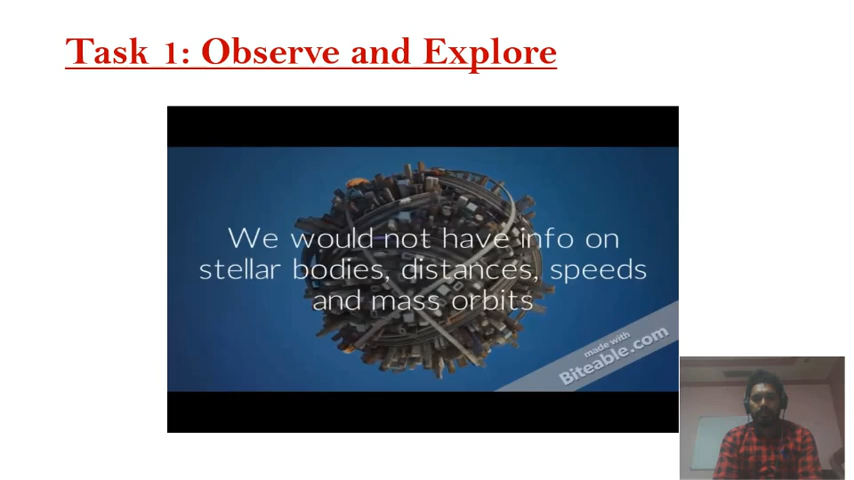 Task 1: Observe and Explore
We would not have info on
stellar bodies, distances, speeds
and mass orbits
made with
Biteable.com